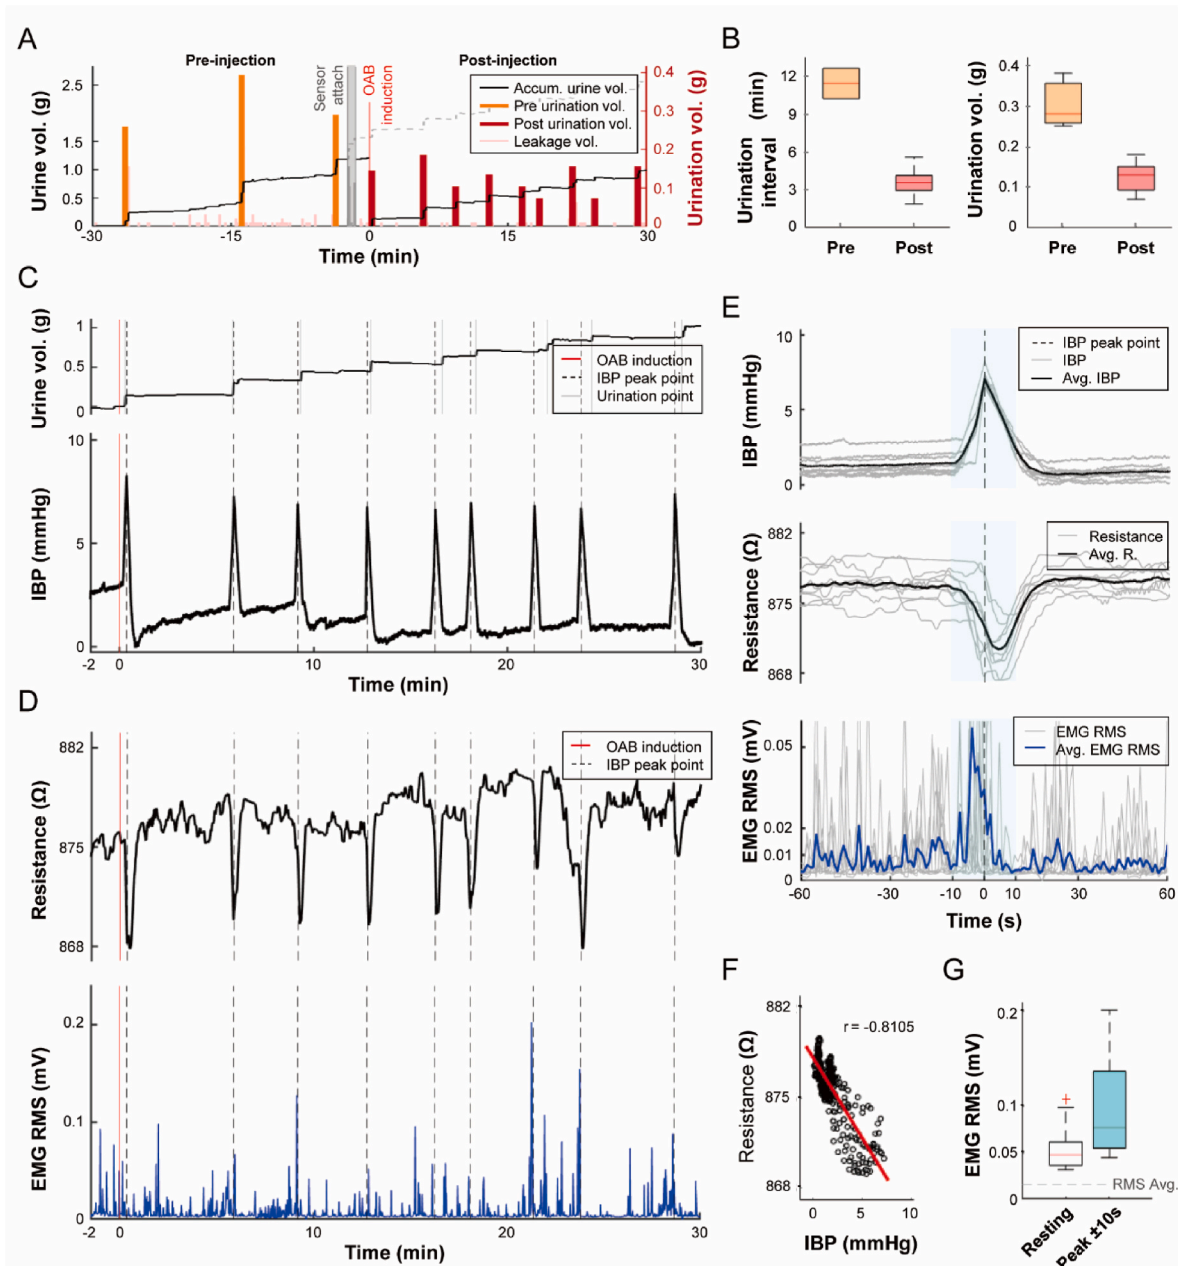 A
Pre-injection
Sensor attach
OAB induction
Post-injection
Urine vol. (g)
2.5
1.5
1.0
0.5
0
Accum. urine vol.
Pre urination vol.
Post urination vol.
Leakage vol.
0.4
0.3
0.2
0.1
0
Urination vol. (g)
-30
-15
0
15
30
Time (min)
B
Urination interval (min)
12
9
6
3
0
Pre
Post
Urination vol. (g)
0.4
0.3
0.2
0.1
0
Pre
Post
C
Urine vol. (g)
1
0.5
0
OAB induction
IBP peak point
Urination point
IBP (mmHg)
10
5
0
-2
0
10
20
30
Time (min)
D
Resistance (Ω)
882
875
868
OAB induction
IBP peak point
EMG RMS (mV)
0.2
0.1
0
-2
0
10
20
30
Time (min)
E
IBP (mmHg)
10
5
0
IBP peak point
IBP
Avg. IBP
Resistance (Ω)
882
875
868
Resistance
Avg. R.
EMG RMS (mV)
0.05
0.02
0.01
0
EMG RMS
Avg. EMG RMS
-60
-30
-10
0
10
30
60
Time (s)
F
Resistance (Ω)
882
875
868
r = -0.8105
0
5
10
IBP (mmHg)
G
EMG RMS (mV)
0.2
0.1
0.05
0
RMS Avg.
Resting
Peak ±10s